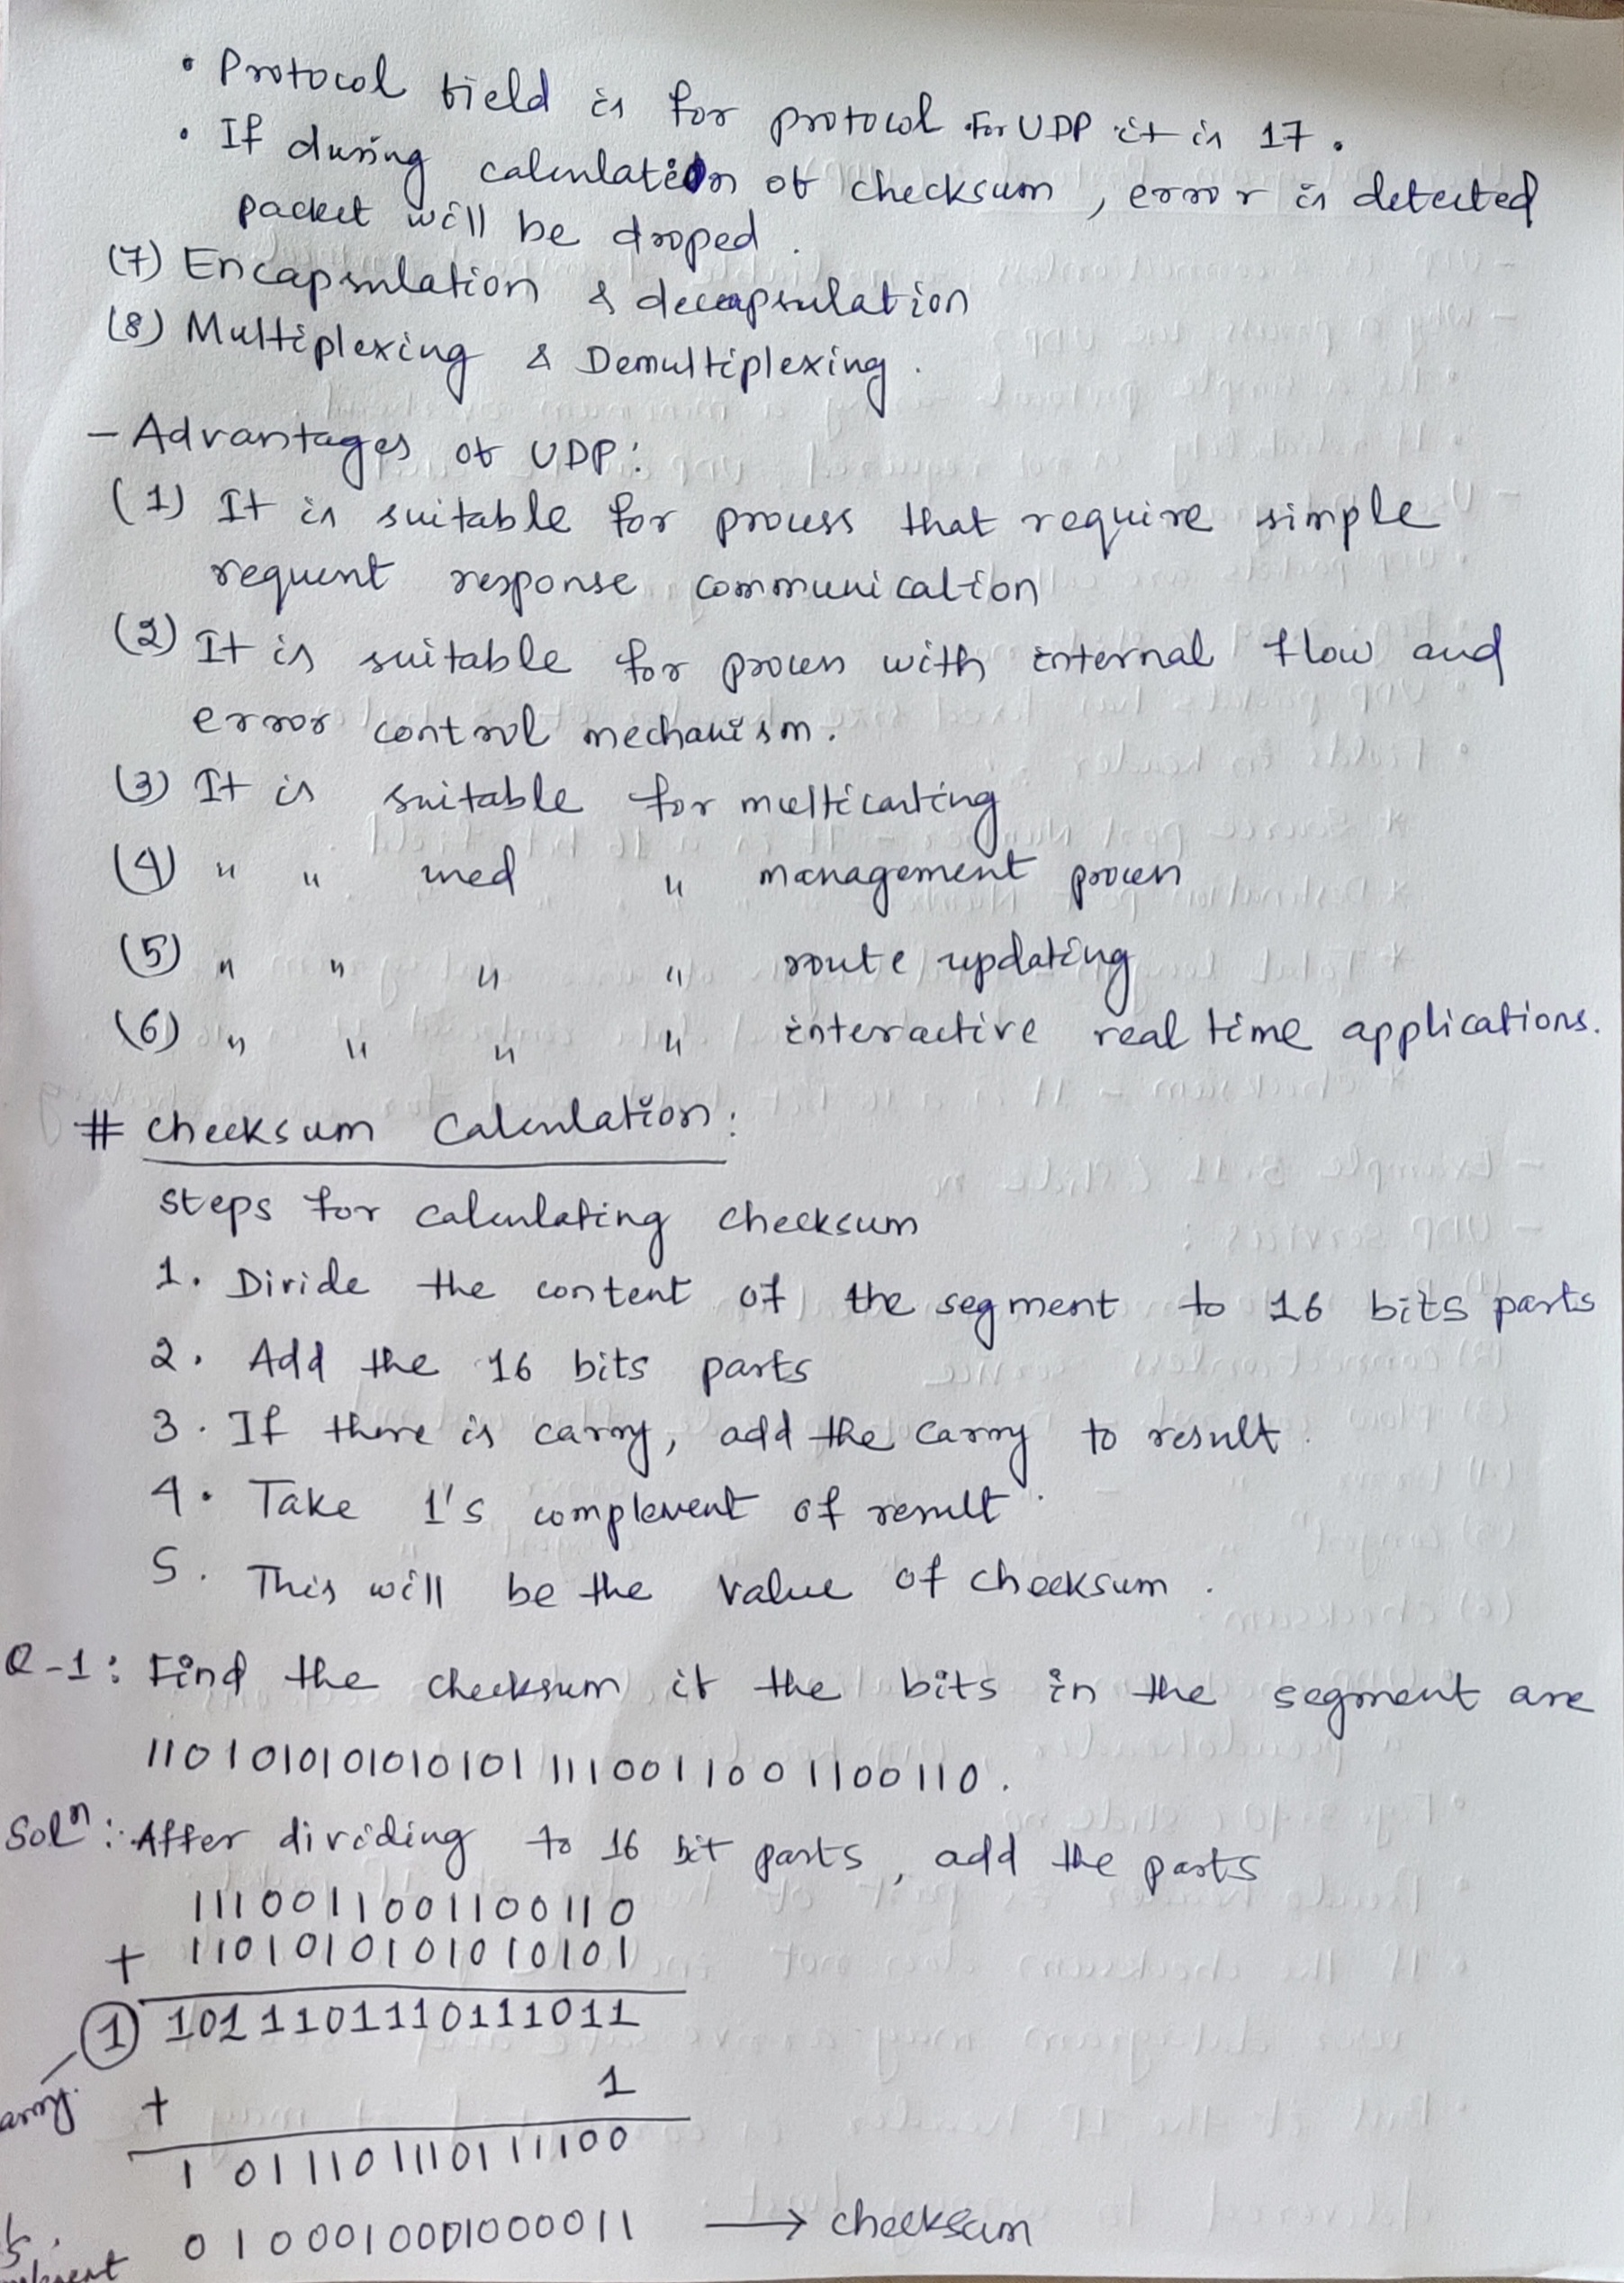 • Protocol field is for protocol. For UDP it is 17.
• If during calculation of checksum, error is detected
packet will be droped.
(7) Encapsulation & decapsulation
(8) Multiplexing & Demultiplexing.
- Advantages of UDP:
(1) It is suitable for process that require simple
request response communication
(2) It is suitable for process with internal flow and
error control mechanism.
(3) It is suitable for multicasting
(4) " " used " management process
(5) " " " " route updating
(6) " " " " interactive real time applications.
# Checksum Calculation:
Steps for calculating checksum
1. Divide the content of the segment to 16 bits parts
2. Add the 16 bits parts
3. If there is carry, add the carry to result.
4. Take 1's complement of result.
5. This will be the value of checksum.
Q-1: Find the checksum if the bits in the segment are
11010101010101011110011001100110.
Solⁿ: After dividing to 16 bit parts, add the parts
1110011001100110
+ 1101010101010101
1 1011101110111011
+ 1
1011101110111100
0100010001000011 → checksum